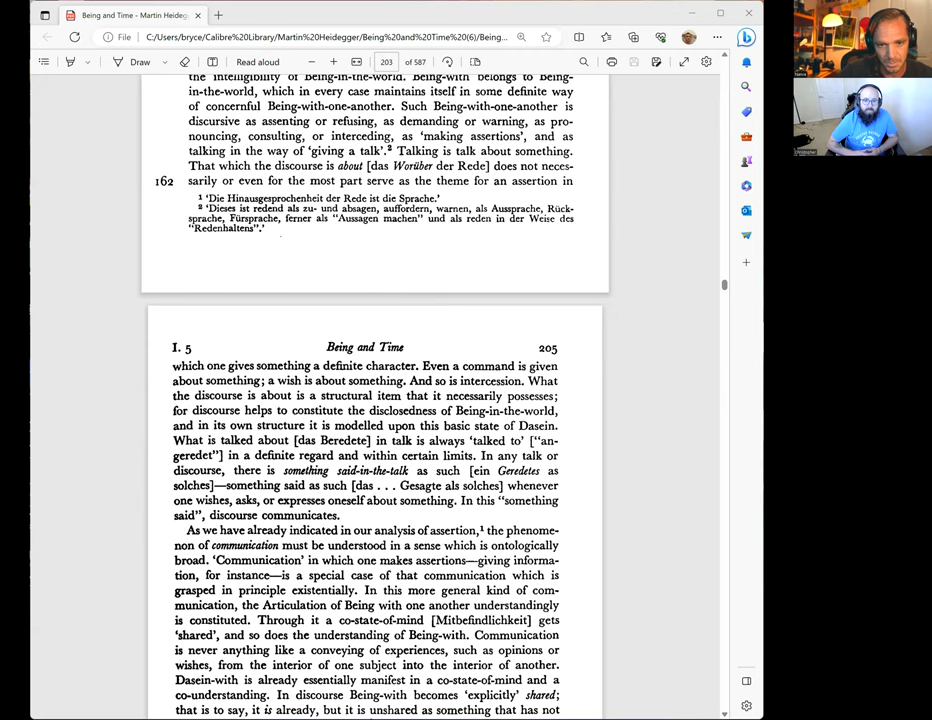 Being and Time - Martin Heideg
File
C:/Users/bryce/Calibre%20Library/Martin%20Heidegger/Being%20and%20Time%20(6)/Being...
Draw
Read aloud
203 of 587
the intelligibility of Being-in-the-world. Being-with belongs to Being-
in-the-world, which in every case maintains itself in some definite way
of concernful Being-with-one-another. Such Being-with-one-another is
discursive as assenting or refusing, as demanding or warning, as pro-
nouncing, consulting, or interceding, as 'making assertions', and as
talking in the way of 'giving a talk'.² Talking is talk about something.
That which the discourse is about [das Worüber der Rede] does not neces-
162 sarily or even for the most part serve as the theme for an assertion in
¹ 'Die Hinausgesprochenheit der Rede ist die Sprache.'
² 'Dieses ist redend als zu- und absagen, auffordern, warnen, als Aussprache, Rück-
sprache, Fürsprache, ferner als "Aussagen machen" und als reden in der Weise des
"Redenhaltens".'
I. 5 Being and Time 205
which one gives something a definite character. Even a command is given
about something; a wish is about something. And so is intercession. What
the discourse is about is a structural item that it necessarily possesses;
for discourse helps to constitute the disclosedness of Being-in-the-world,
and in its own structure it is modelled upon this basic state of Dasein.
What is talked about [das Beredete] in talk is always 'talked to' ["an-
geredet"] in a definite regard and within certain limits. In any talk or
discourse, there is something said-in-the-talk as such [ein Geredetes as
solches]—something said as such [das . . . Gesagte als solches] whenever
one wishes, asks, or expresses oneself about something. In this "something
said", discourse communicates.
As we have already indicated in our analysis of assertion,¹ the phenome-
non of communication must be understood in a sense which is ontologically
broad. 'Communication' in which one makes assertions—giving informa-
tion, for instance—is a special case of that communication which is
grasped in principle existentially. In this more general kind of com-
munication, the Articulation of Being with one another understandingly
is constituted. Through it a co-state-of-mind [Mitbefindlichkeit] gets
'shared', and so does the understanding of Being-with. Communication
is never anything like a conveying of experiences, such as opinions or
wishes, from the interior of one subject into the interior of another.
Dasein-with is already essentially manifest in a co-state-of-mind and a
co-understanding. In discourse Being-with becomes 'explicitly' shared;
that is to say, it is already, but it is unshared as something that has not